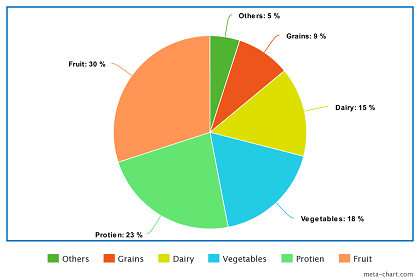 Others: 5 %
Grains: 9 %
Fruit: 30 %
Dairy: 15 %
Vegetables: 18 %
Protien: 23 %
Others Grains Dairy Vegetables Protien Fruit
meta-chart.com